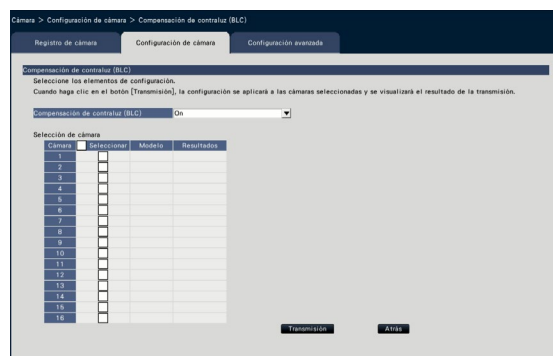 Cámara > Configuración de cámara > Compensación de contraluz (BLC)
Registro de cámara Configuración de cámara Configuración avanzada
Compensación de contraluz (BLC)
Seleccione los elementos de configuración.
Cuando haga clic en el botón [Transmisión], la configuración se aplicará a las cámaras seleccionadas y se visualizará el resultado de la transmisión.
Compensación de contraluz (BLC) On
Selección de cámara
Cámara Seleccionar Modelo Resultados
1
2
3
4
5
6
7
8
9
10
11
12
13
14
15
16
Transmisión Atrás